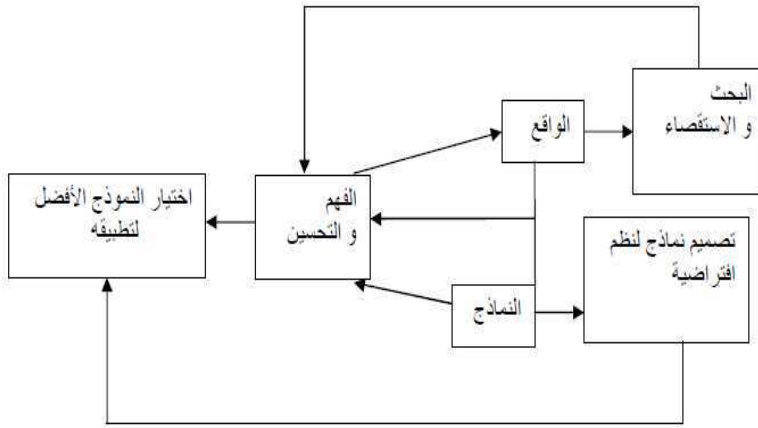 البحث
و الاستقصاء
الواقع
الفهم
و التحسين
اختيار النموذج الأفضل
لتطبيقه
تصميم نماذج لنظم
افتراضية
النماذج